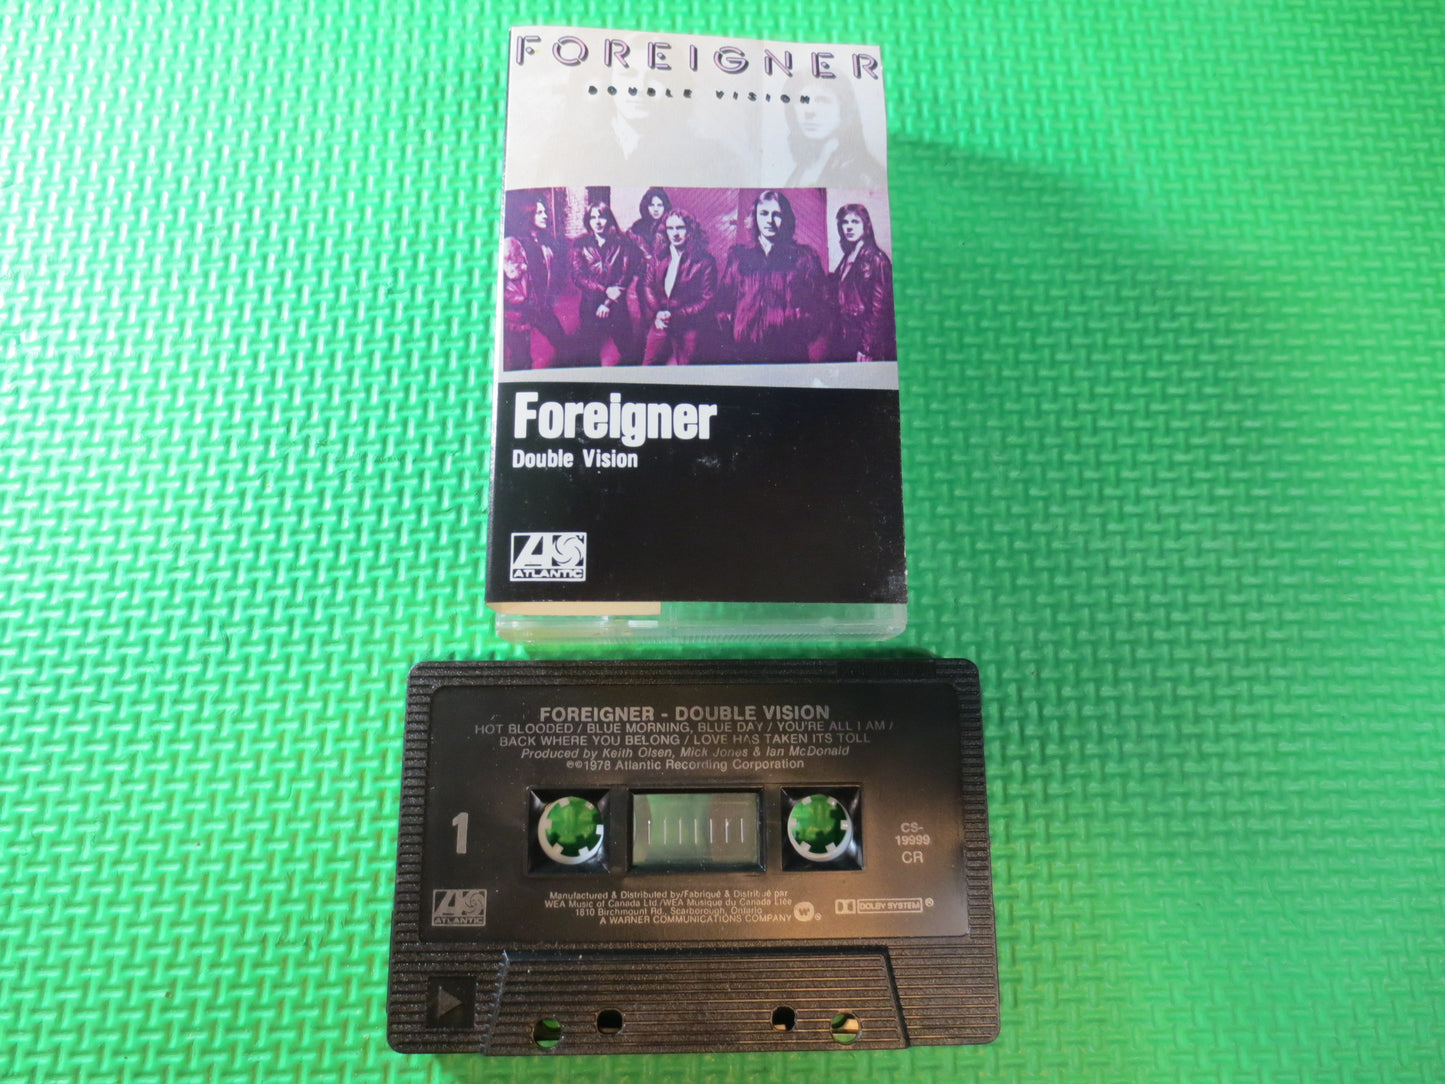 FOREIGNER
DOUBLE VISION
Foreigner
Double Vision
ATLANTIC
FOREIGNER - DOUBLE VISION
HOT BLOODED / BLUE MORNING, BLUE DAY / YOU'RE ALL I AM /
BACK WHERE YOU BELONG / LOVE HAS TAKEN ITS TOLL
Produced by Keith Olsen, Mick Jones & Ian McDonald
℗©1978 Atlantic Recording Corporation
1
CS-
19999
CR
ATLANTIC
Manufactured & Distributed by/Fabriqué & Distribué par
WEA Music of Canada Ltd/WEA Musique du Canada Ltée
1810 Birchmount Rd., Scarborough, Ontario
A WARNER COMMUNICATIONS COMPANY W ®
DOLBY SYSTEM ®